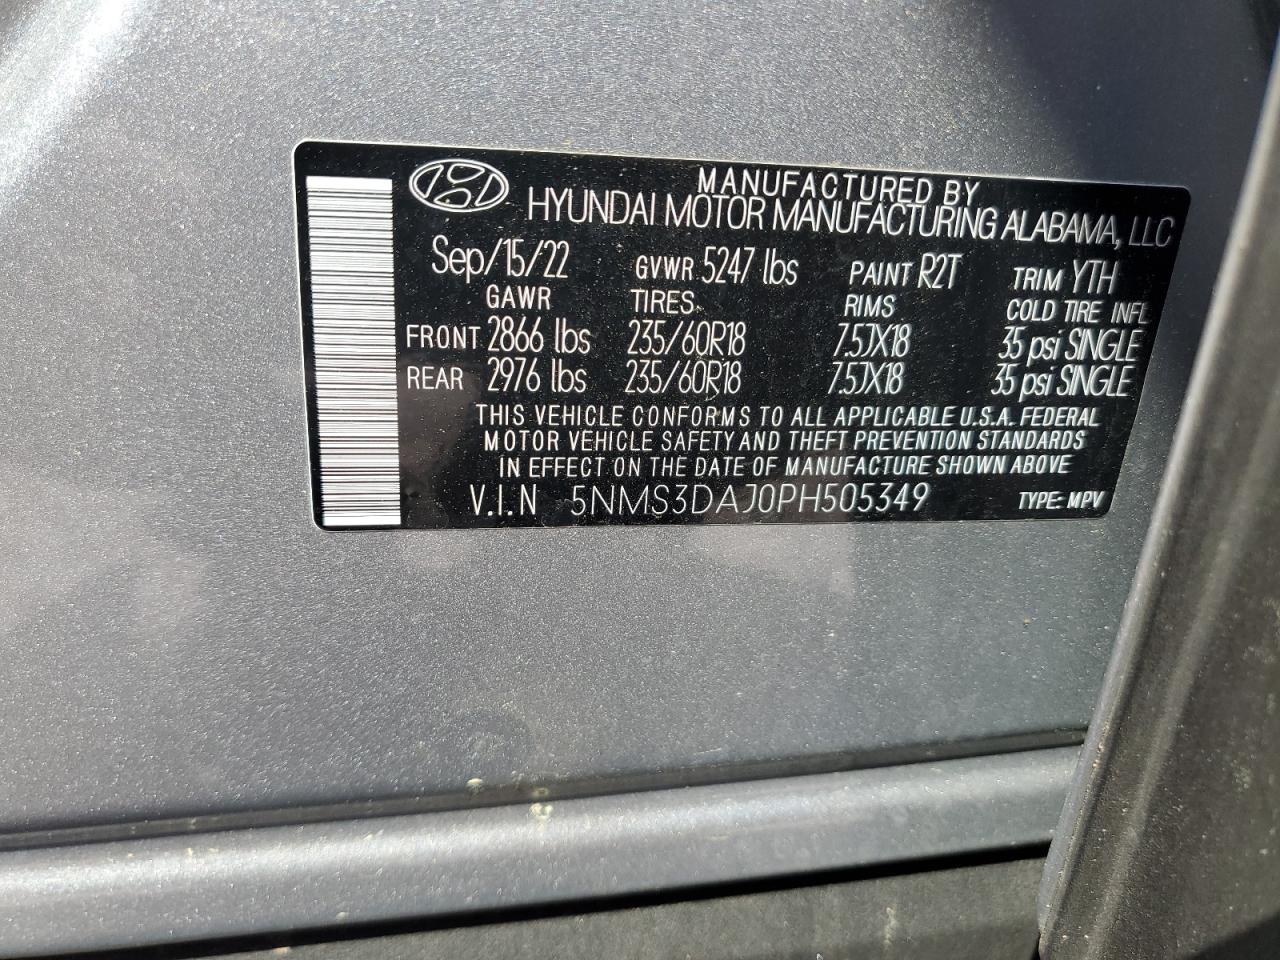 MANUFACTURED BY
HYUNDAI MOTOR MANUFACTURING ALABAMA, LLC
Sep/15/22 GVWR 5247 lbs PAINT R2T TRIM YTH
GAWR TIRES RIMS COLD TIRE INFL
FRONT 2866 lbs 235/60R18 7.5JX18 35 psi SINGLE
REAR 2976 lbs 235/60R18 7.5JX18 35 psi SINGLE
THIS VEHICLE CONFORMS TO ALL APPLICABLE U.S.A. FEDERAL
MOTOR VEHICLE SAFETY AND THEFT PREVENTION STANDARDS
IN EFFECT ON THE DATE OF MANUFACTURE SHOWN ABOVE
V.I.N 5NMS3DAJ0PH505349 TYPE: MPV